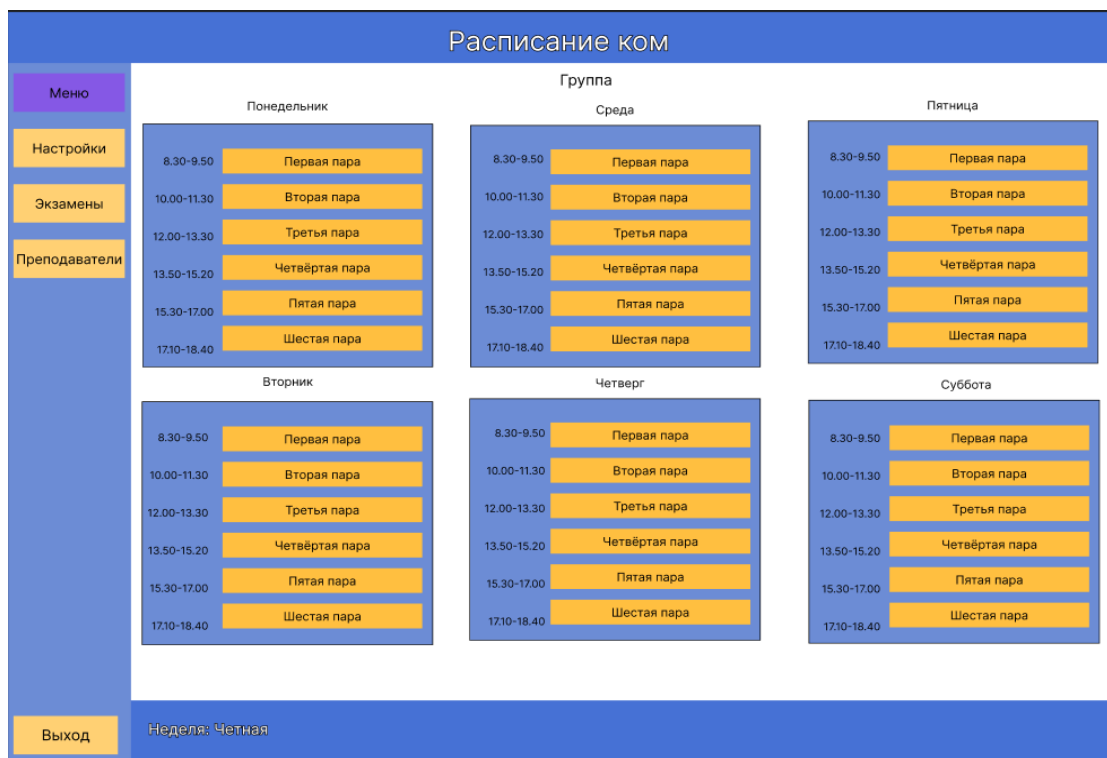 Расписание ком
Меню
Настройки
Экзамены
Преподаватели
Выход
Группа
Понедельник
8.30-9.50 Первая пара
10.00-11.30 Вторая пара
12.00-13.30 Третья пара
13.50-15.20 Четвёртая пара
15.30-17.00 Пятая пара
17.10-18.40 Шестая пара
Среда
8.30-9.50 Первая пара
10.00-11.30 Вторая пара
12.00-13.30 Третья пара
13.50-15.20 Четвёртая пара
15.30-17.00 Пятая пара
17.10-18.40 Шестая пара
Пятница
8.30-9.50 Первая пара
10.00-11.30 Вторая пара
12.00-13.30 Третья пара
13.50-15.20 Четвёртая пара
15.30-17.00 Пятая пара
17.10-18.40 Шестая пара
Вторник
8.30-9.50 Первая пара
10.00-11.30 Вторая пара
12.00-13.30 Третья пара
13.50-15.20 Четвёртая пара
15.30-17.00 Пятая пара
17.10-18.40 Шестая пара
Четверг
8.30-9.50 Первая пара
10.00-11.30 Вторая пара
12.00-13.30 Третья пара
13.50-15.20 Четвёртая пара
15.30-17.00 Пятая пара
17.10-18.40 Шестая пара
Суббота
8.30-9.50 Первая пара
10.00-11.30 Вторая пара
12.00-13.30 Третья пара
13.50-15.20 Четвёртая пара
15.30-17.00 Пятая пара
17.10-18.40 Шестая пара
Неделя: Четная